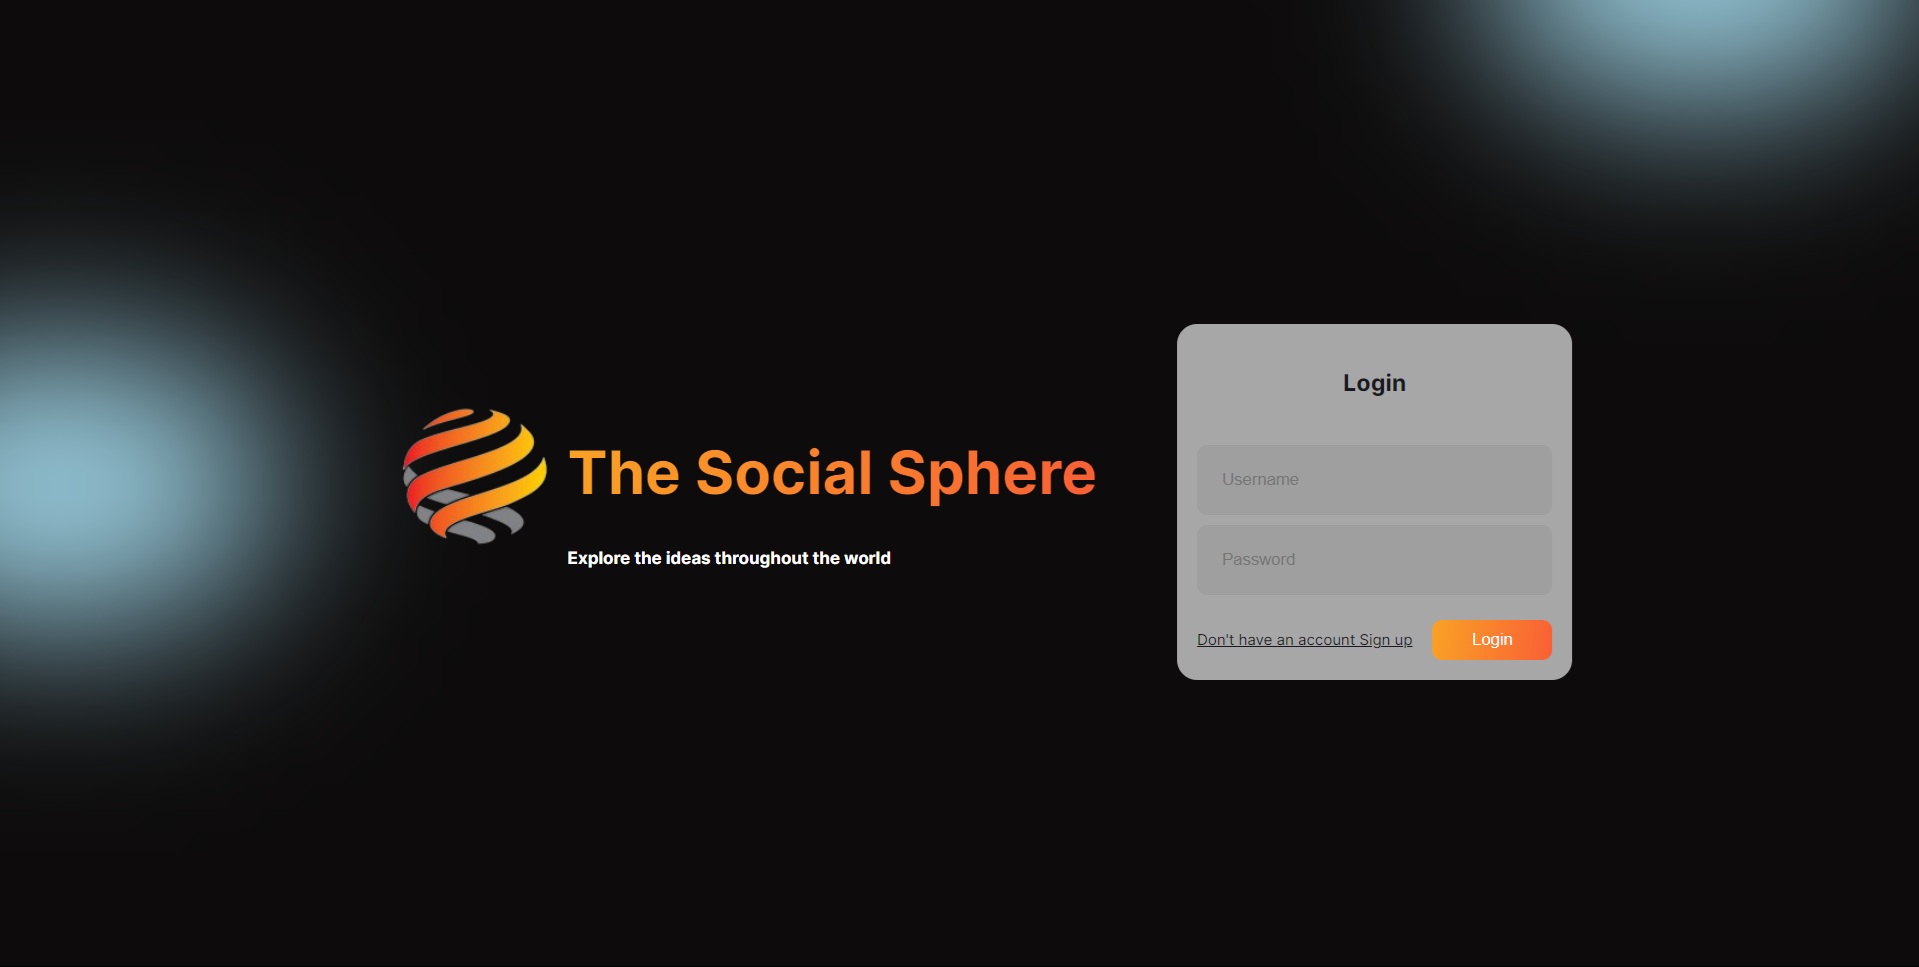 The Social Sphere
Explore the ideas throughout the world
Login
Username
Password
Don't have an account Sign up
Login